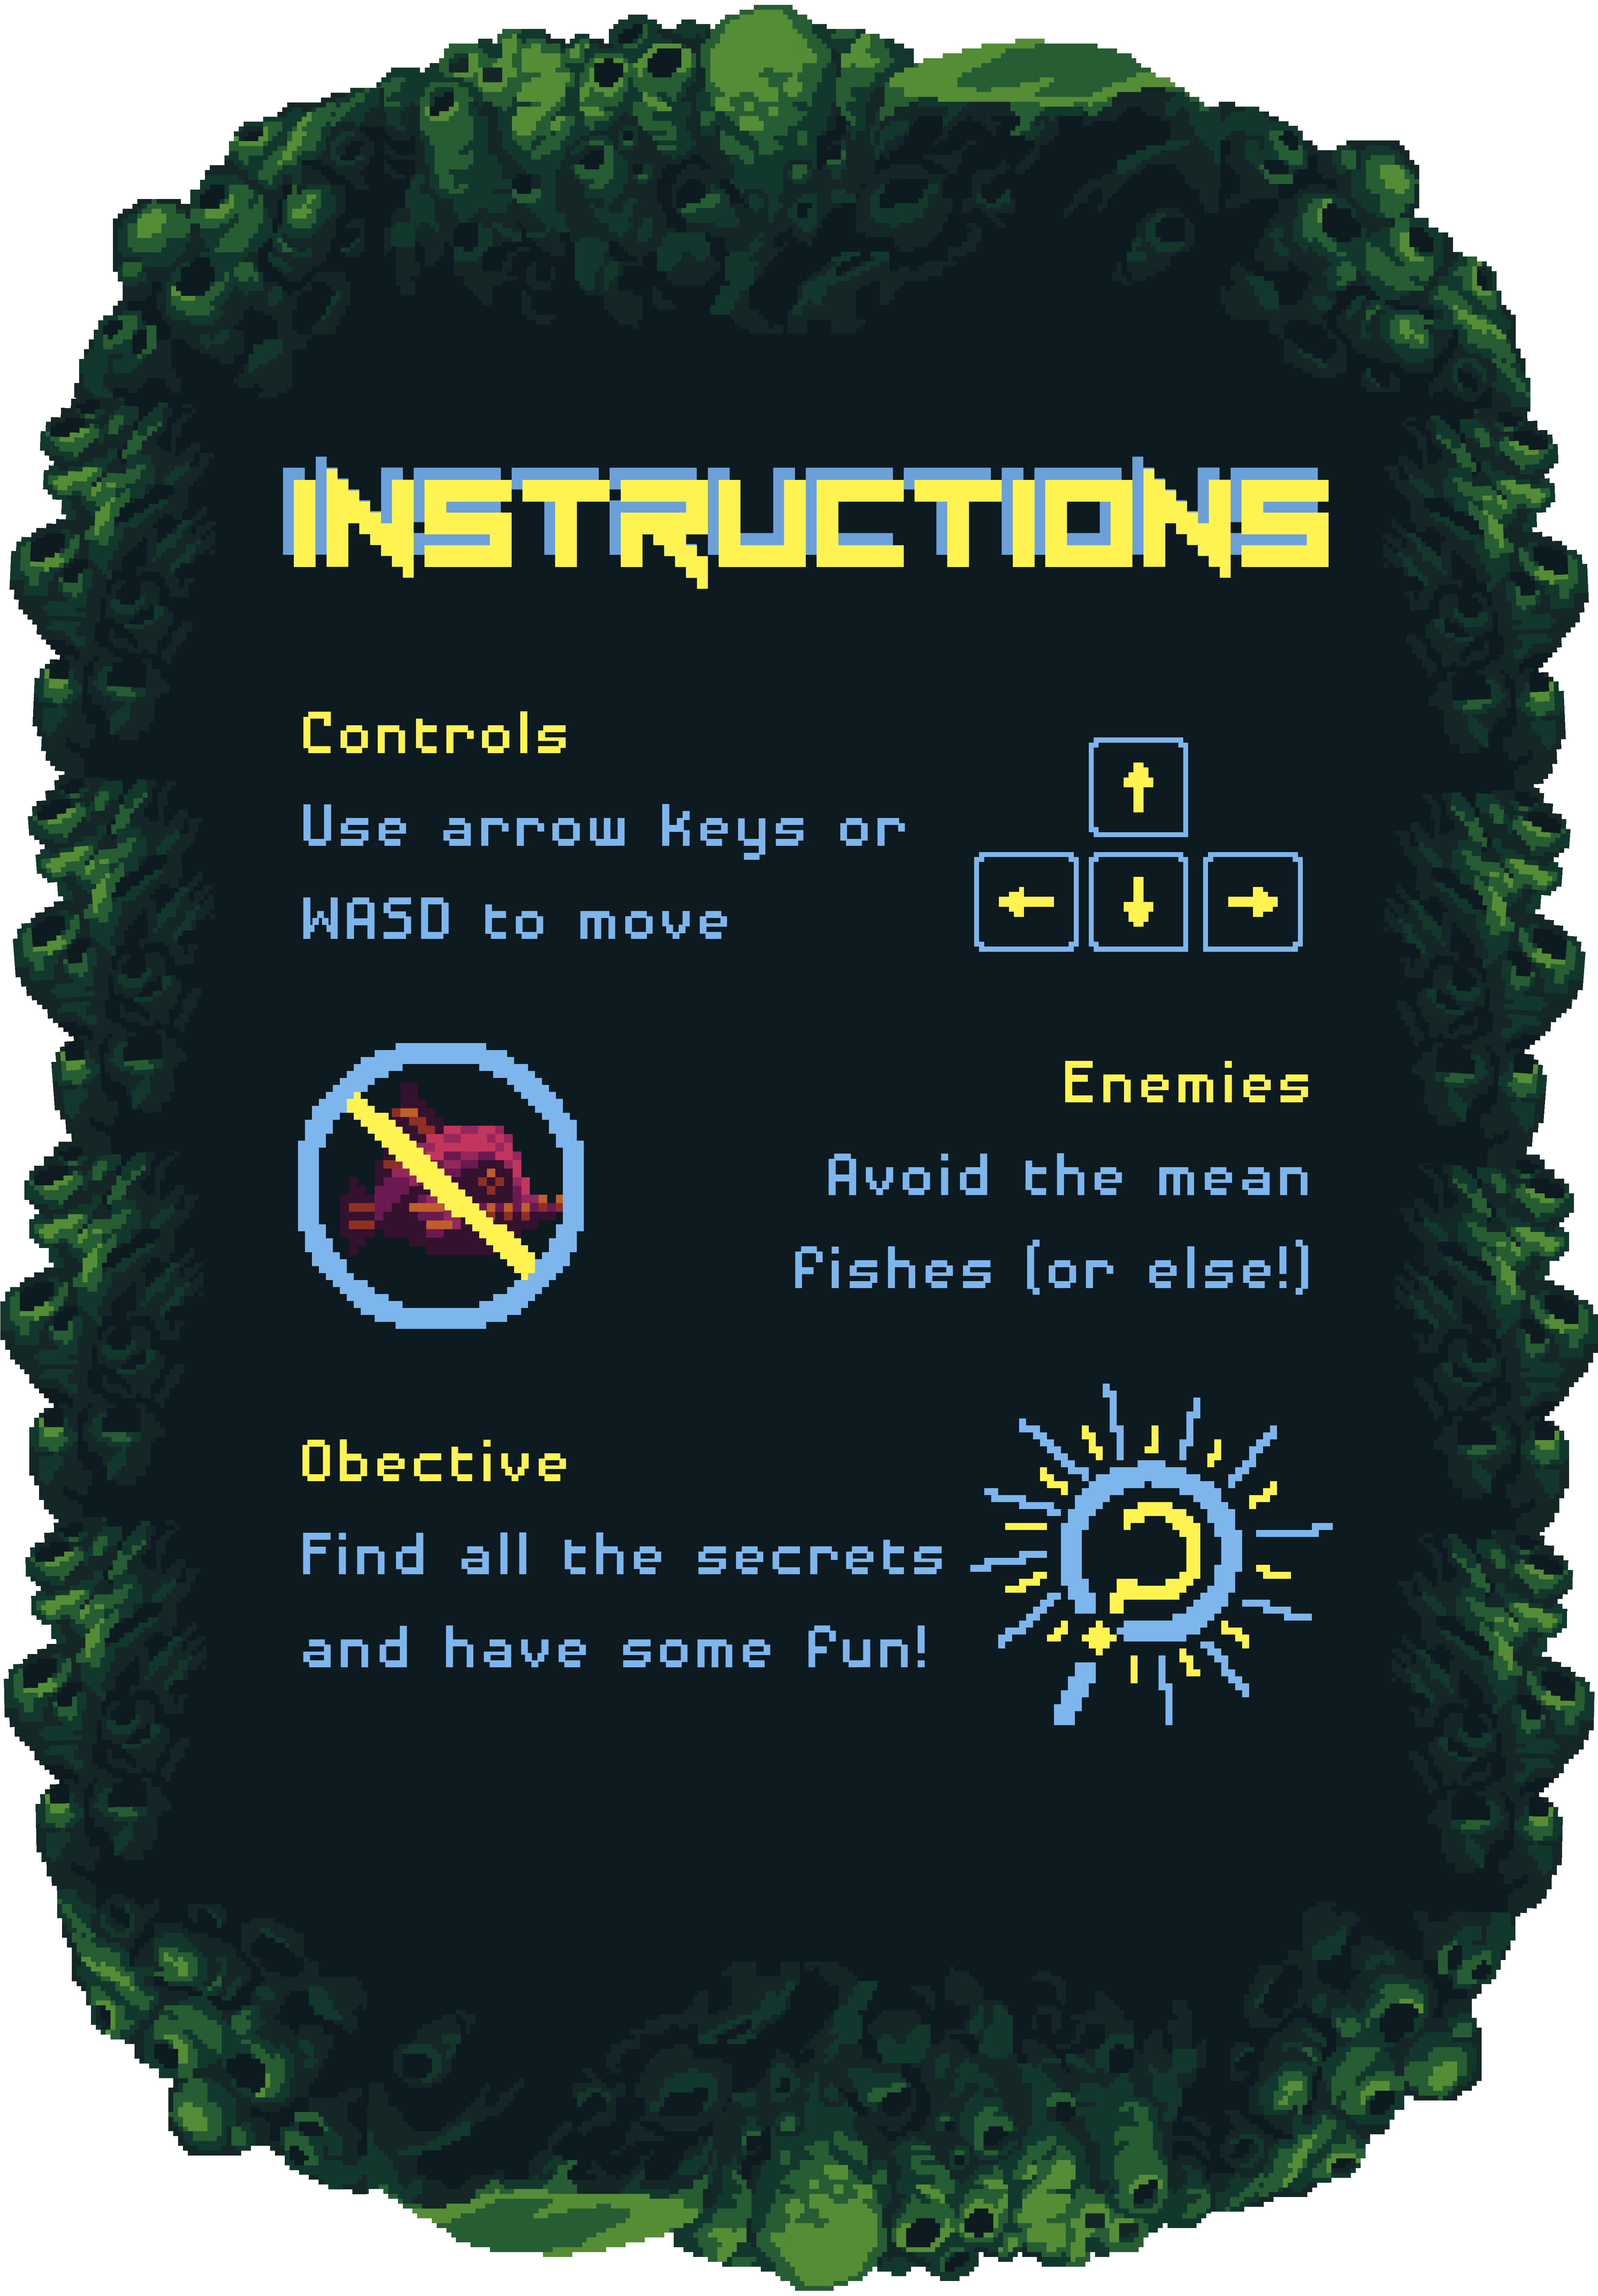 INSTRUCTIONS
Controls
Use arrow keys or
WASD to move
↑
← ↓ →
Enemies
Avoid the mean
fishes (or else!)
Obective
Find all the secrets
and have some fun!
?